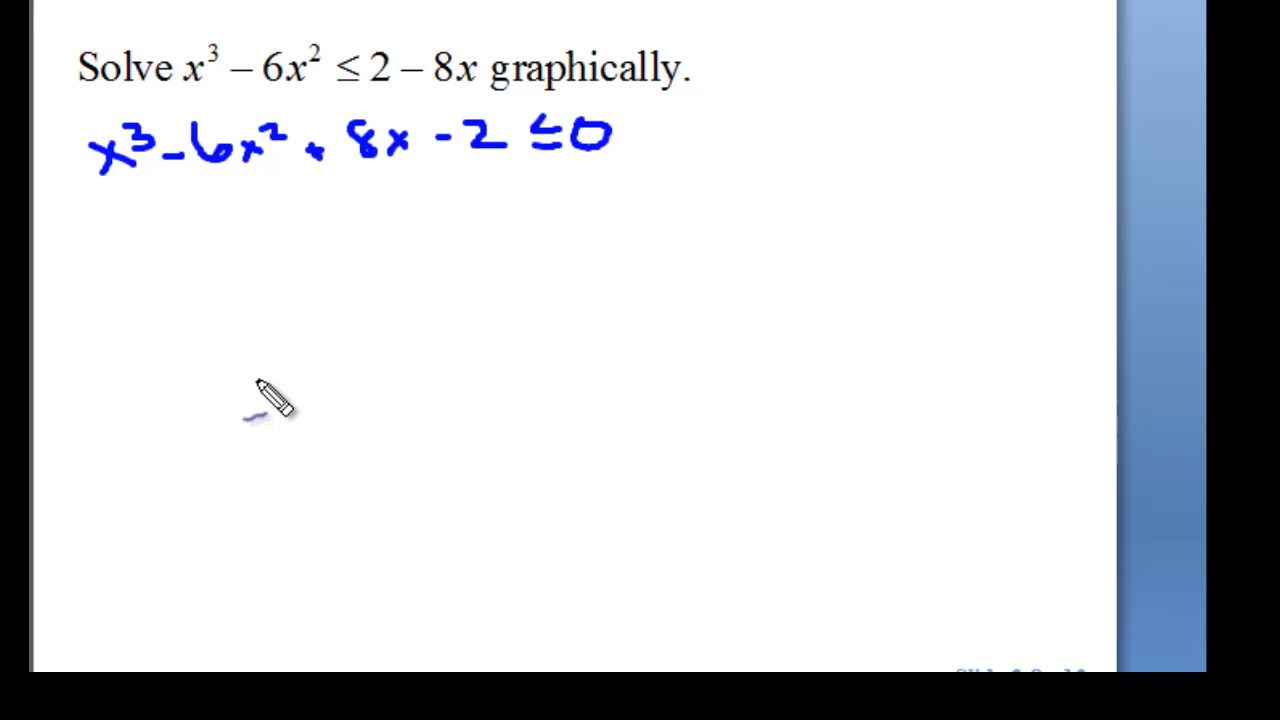 Solve x³ – 6x² ≤ 2 – 8x graphically.
x³ - 6x² + 8x - 2 ≤ 0